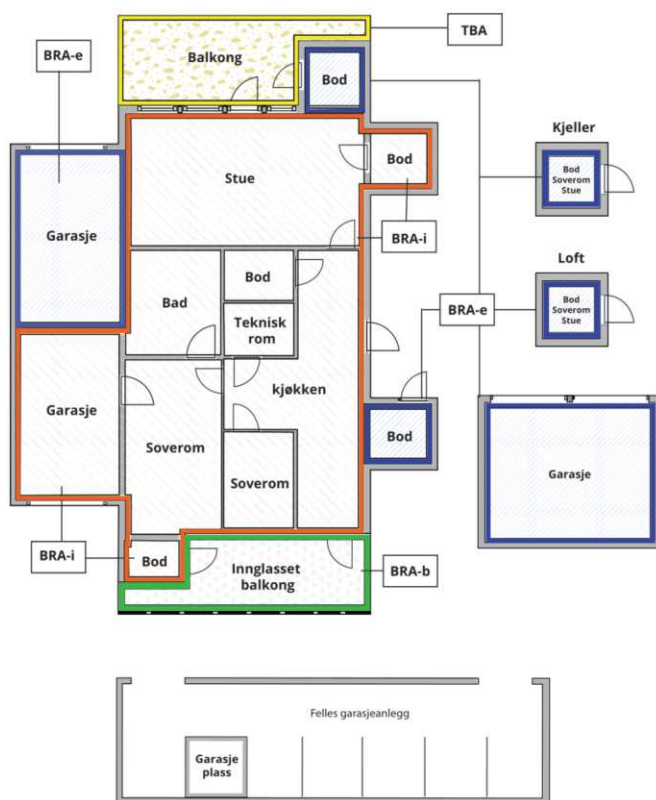 TBA
BRA-e
Balkong
Bod
Kjeller
Bod
Soverom
Stue
Bod
Stue
Garasje
BRA-i
Loft
Bod
Bad
BRA-e
Bod
Soverom
Stue
Teknisk
rom
Garasje
kjøkken
Bod
Soverom
Garasje
Soverom
BRA-i
Bod
Innglasset
balkong
BRA-b
Felles garasjeanlegg
Garasje
plass